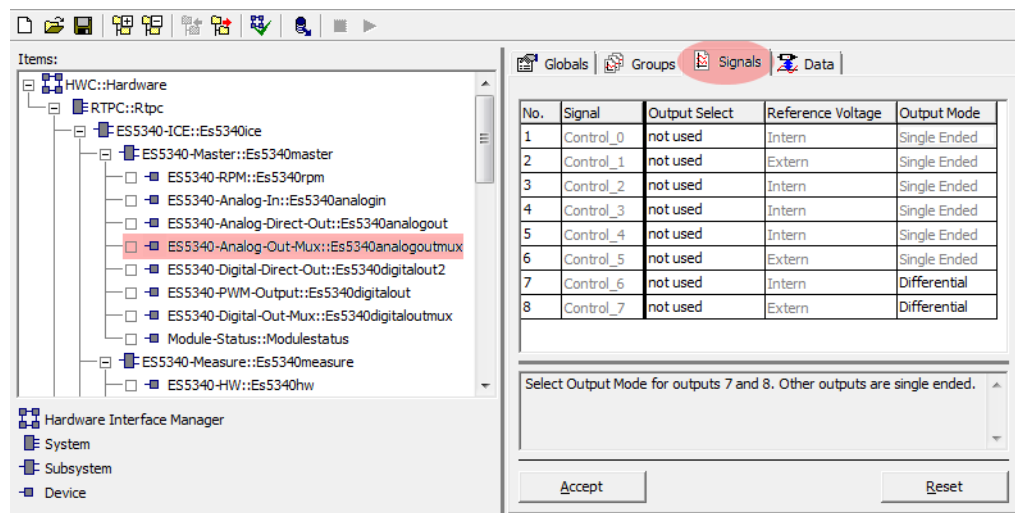 Items:
HWC::Hardware
RTPC::Rtpc
ES5340-ICE::Es5340ice
ES5340-Master::Es5340master
ES5340-RPM::Es5340rpm
ES5340-Analog-In::Es5340analogin
ES5340-Analog-Direct-Out::Es5340analogout
ES5340-Analog-Out-Mux::Es5340analogoutmux
ES5340-Digital-Direct-Out::Es5340digitalout2
ES5340-PWM-Output::Es5340digitalout
ES5340-Digital-Out-Mux::Es5340digitaloutmux
Module-Status::Modulestatus
ES5340-Measure::Es5340measure
ES5340-HW::Es5340hw
Hardware Interface Manager
System
Subsystem
Device
Globals Groups Signals Data
No. Signal Output Select Reference Voltage Output Mode
1 Control_0 not used Intern Single Ended
2 Control_1 not used Extern Single Ended
3 Control_2 not used Intern Single Ended
4 Control_3 not used Intern Single Ended
5 Control_4 not used Intern Single Ended
6 Control_5 not used Extern Single Ended
7 Control_6 not used Intern Differential
8 Control_7 not used Extern Differential
Select Output Mode for outputs 7 and 8. Other outputs are single ended.
Accept Reset